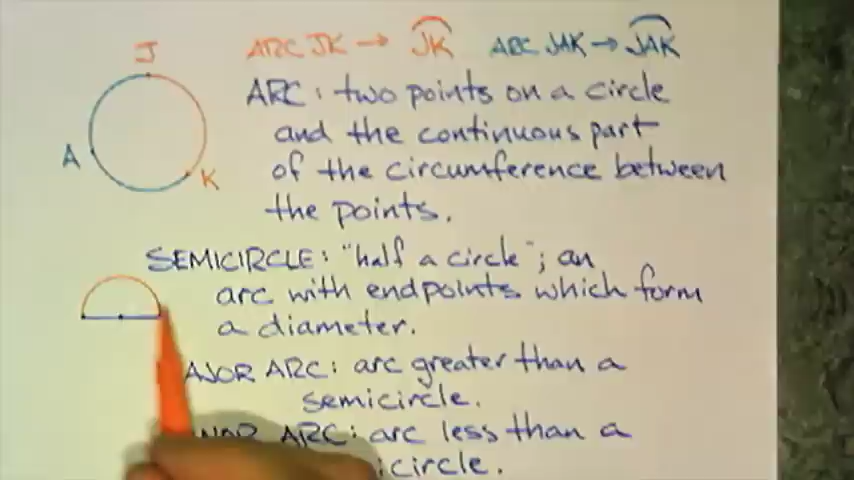 J ARC JK → JK ARC JAK → JAK
ARC: two points on a circle
and the continuous part
A of the circumference between
K
the points.
SEMICIRCLE: "half a circle"; an
arc with endpoints which form
a diameter.
AJOR ARC: arc greater than a
semicircle.
ARC: arc less than a
icircle.